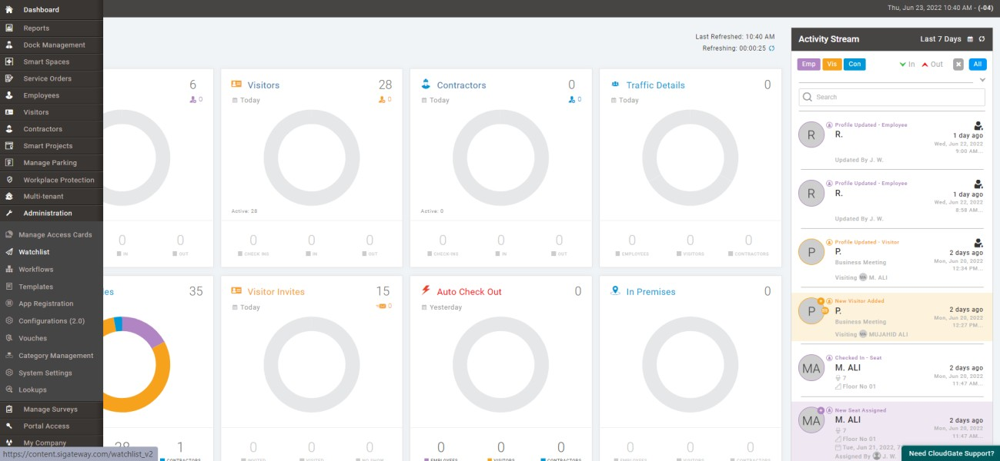 Thu, Jun 23, 2022 10:40 AM - (-04)
Dashboard
Reports
Dock Management
Smart Spaces
Service Orders
Employees
Visitors
Contractors
Smart Projects
Manage Parking
Workplace Protection
Multi-tenant
Administration
Manage Access Cards
Watchlist
Workflows
Templates
App Registration
Configurations (2.0)
Vouches
Category Management
System Settings
Lookups
Manage Surveys
Portal Access
My Company
https://content.sigateway.com/watchlist_v2
Last Refreshed: 10:40 AM
Refreshing: 00:00:25
6
0
0 0
IN OUT
Visitors 28
Today 0
Active: 28
0 0 0
CHECK INS IN OUT
Contractors 0
Today 0
Active: 0
0 0 0
CHECK-INS IN OUT
Traffic Details 0
Today
0 0 0
EMPLOYEES VISITORS CONTRACTORS
35
1
CONTRACTORS
Visitor Invites 15
Today 0
0 0 0
INVITED VISITED NO SHOW
Auto Check Out 0
Yesterday
0 0 0
EMPLOYEES VISITORS CONTRACTORS
In Premises 0
0 0 0
EMPLOYEES VISITORS CONTRACTORS
Activity Stream Last 7 Days
Emp Vis Con In Out All
Search
R
Profile Updated - Employee
R.
1 day ago
Wed, Jun 22, 2022
9:00 AM...
Updated By J. W.
R
Profile Updated - Employee
R.
1 day ago
Wed, Jun 22, 2022
8:58 AM...
Updated By J. W.
P
Profile Updated - Visitor
P.
Business Meeting
2 days ago
Mon, Jun 20, 2022
12:34 PM...
Visiting M. ALI
P
New Visitor Added
P.
Business Meeting
2 days ago
Mon, Jun 20, 2022
12:27 PM...
Visiting MUJAHID ALI
MA
Checked In - Seat
M. ALI
7
Floor No 01
2 days ago
Mon, Jun 20, 2022
11:47 AM...
MA
New Seat Assigned
M. ALI
7
Floor No 01
2 days ago
Mon, Jun 20, 2022
11:47 AM...
Tue, Jun 21, 2022, 7
Assigned By J. W.
Need CloudGate Support?